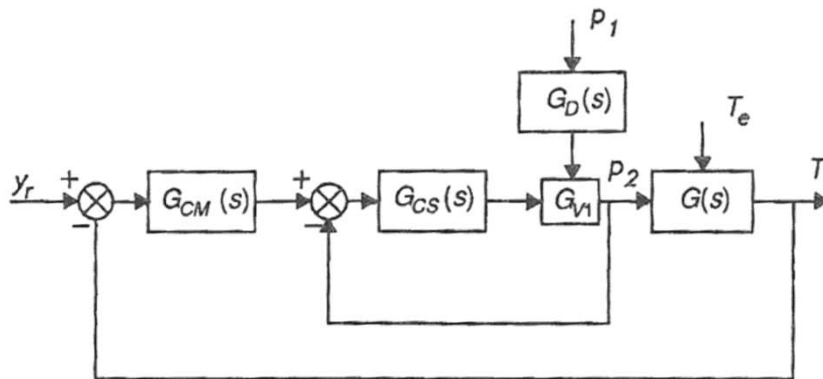 p1
GD(s)
Te
yr
+
GCM(s)
+
GCS(s)
GV1
p2
G(s)
T
−
−